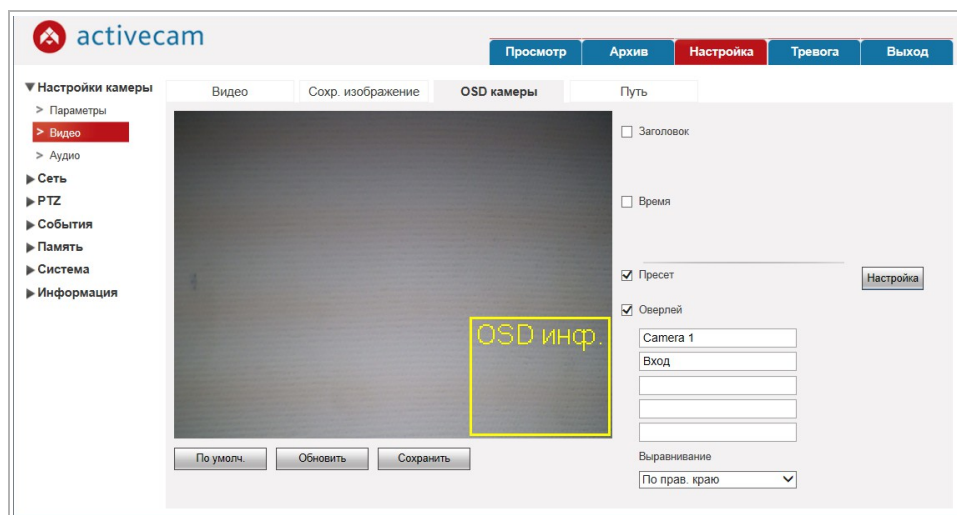 activecam
Просмотр Архив Настройка Тревога Выход
Настройки камеры
> Параметры
> Видео
> Аудио
Сеть
PTZ
События
Память
Система
Информация
Видео Сохр. изображение OSD камеры Путь
OSD инф.
Заголовок
Время
Пресет Настройка
Оверлей
Camera 1
Вход
Выравнивание
По прав. краю
По умолч. Обновить Сохранить